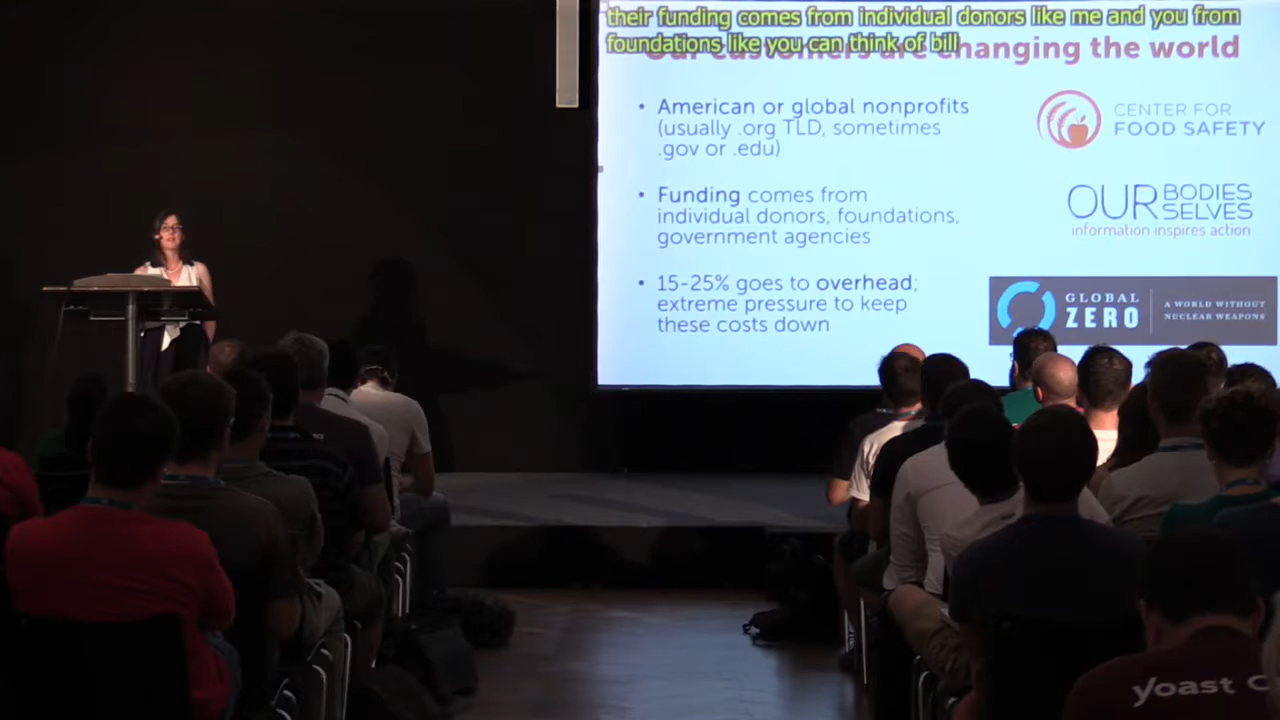 their funding comes from individual donors like me and you from
foundations like you can think of bill
Our customers are changing the world
• American or global nonprofits
(usually .org TLD, sometimes
.gov or .edu)
• Funding comes from
individual donors, foundations,
government agencies
• 15-25% goes to overhead;
extreme pressure to keep
these costs down
CENTER FOR
FOOD SAFETY
OUR BODIES
SELVES
information inspires action
GLOBAL
ZERO
A WORLD WITHOUT
NUCLEAR WEAPONS
yoast